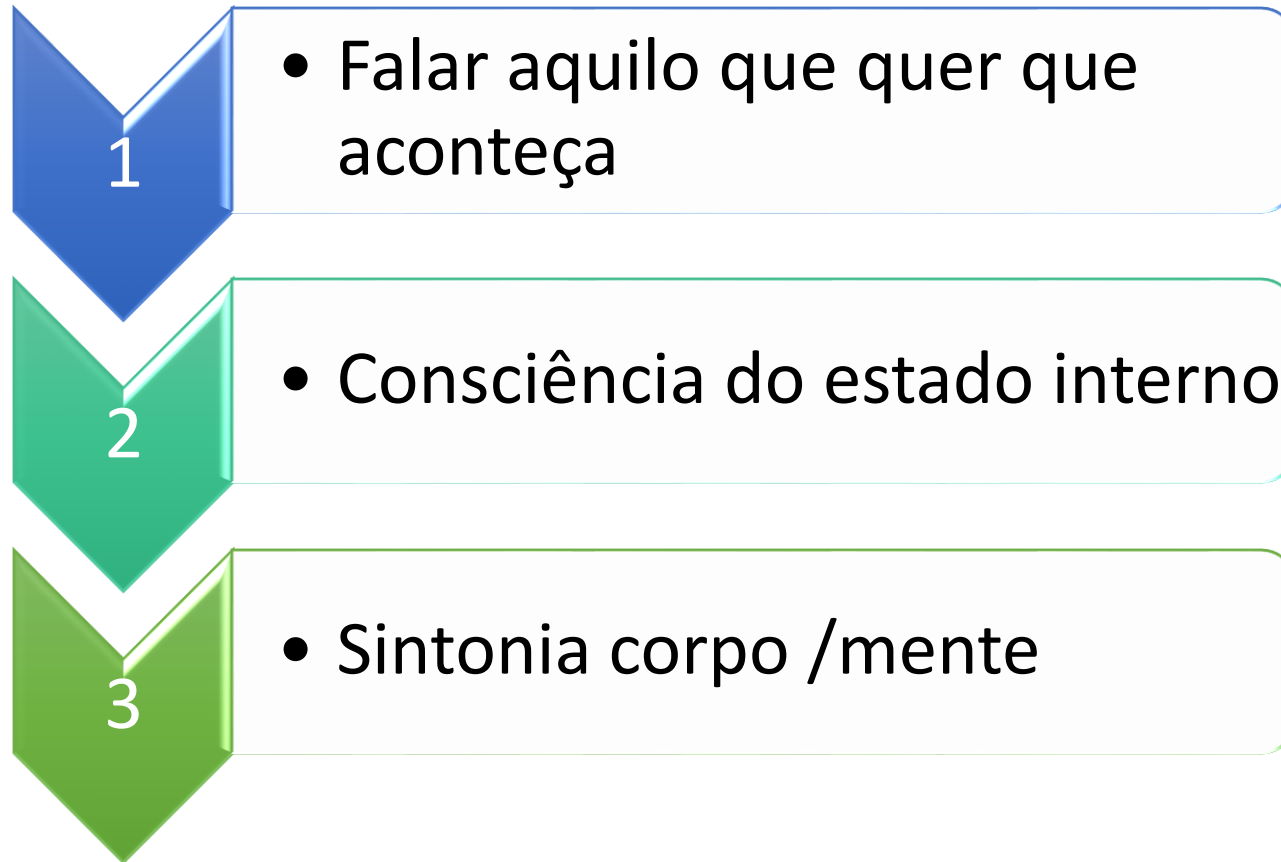 1
• Falar aquilo que quer que
aconteça
2
• Consciência do estado interno
3
• Sintonia corpo /mente